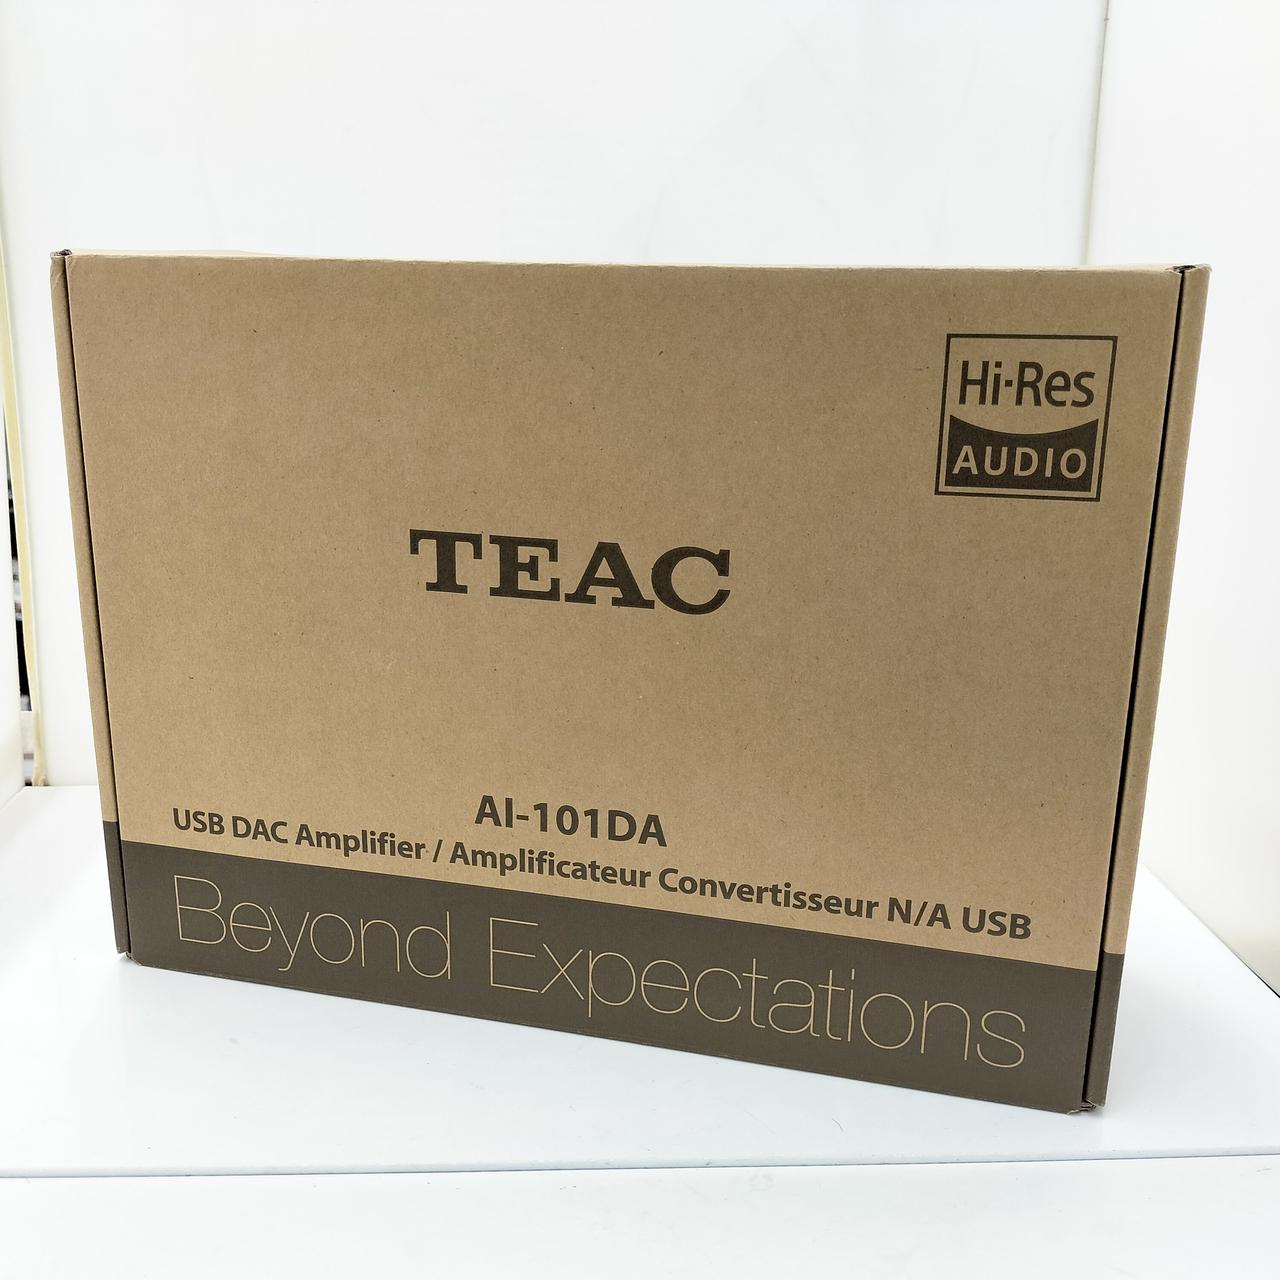 Hi-Res
AUDIO
TEAC
AI-101DA
USB DAC Amplifier / Amplificateur Convertisseur N/A USB
Beyond Expectations